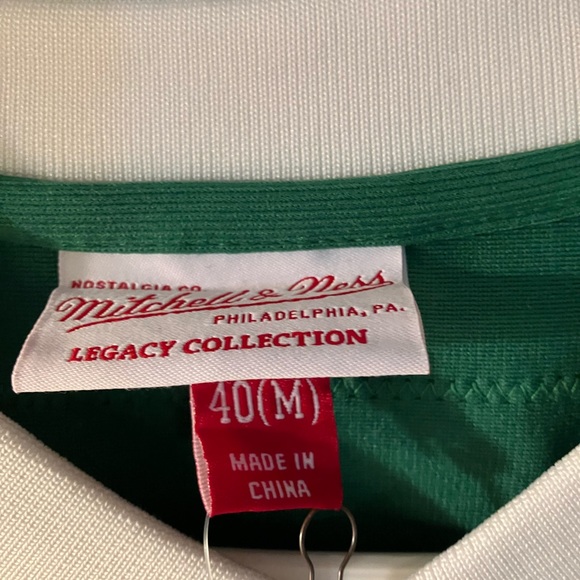 NOSTALGIA CO.
Mitchell & Ness
PHILADELPHIA, PA.
LEGACY COLLECTION
40(M)
MADE IN
CHINA